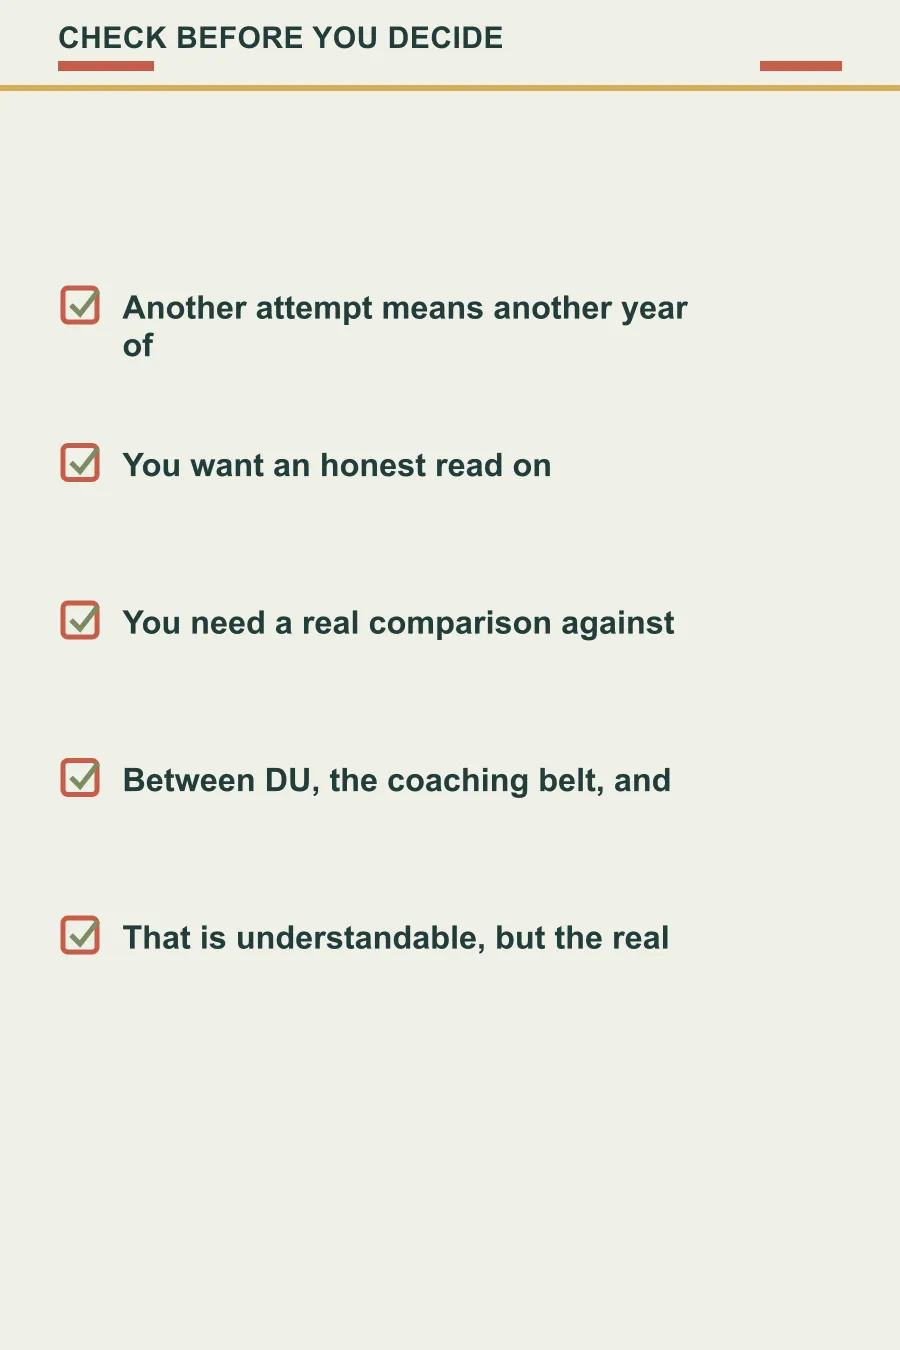 CHECK BEFORE YOU DECIDE
Another attempt means another year
of
You want an honest read on
You need a real comparison against
Between DU, the coaching belt, and
That is understandable, but the real